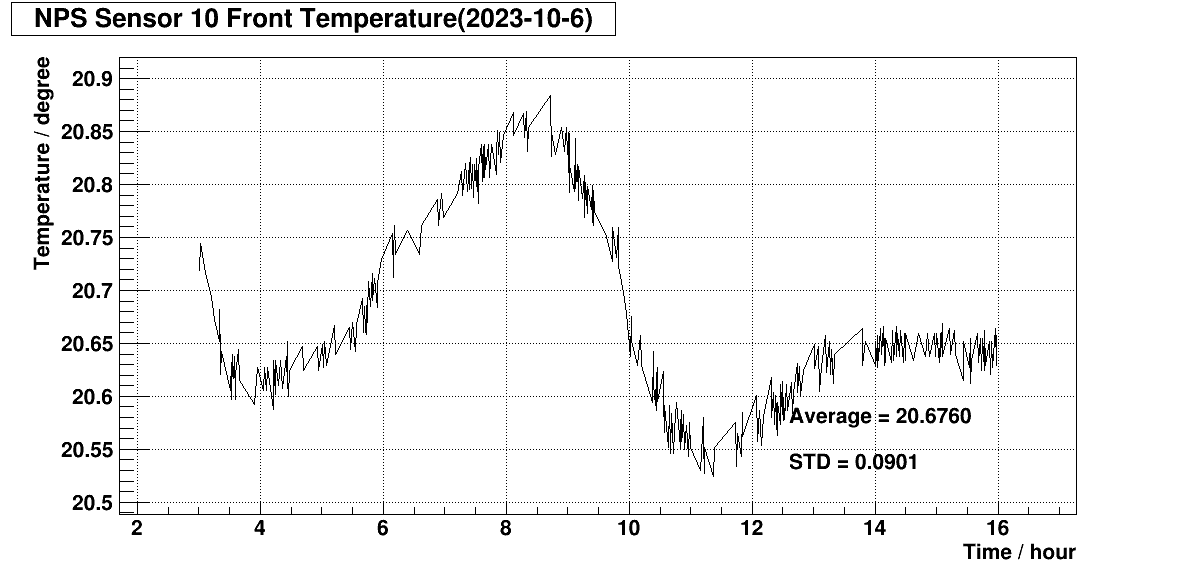 NPS Sensor 10 Front Temperature(2023-10-6)
Temperature / degree
20.9
20.85
20.8
20.75
20.7
20.65
20.6
20.55
20.5
Average = 20.6760
STD = 0.0901
2 4 6 8 10 12 14 16
Time / hour